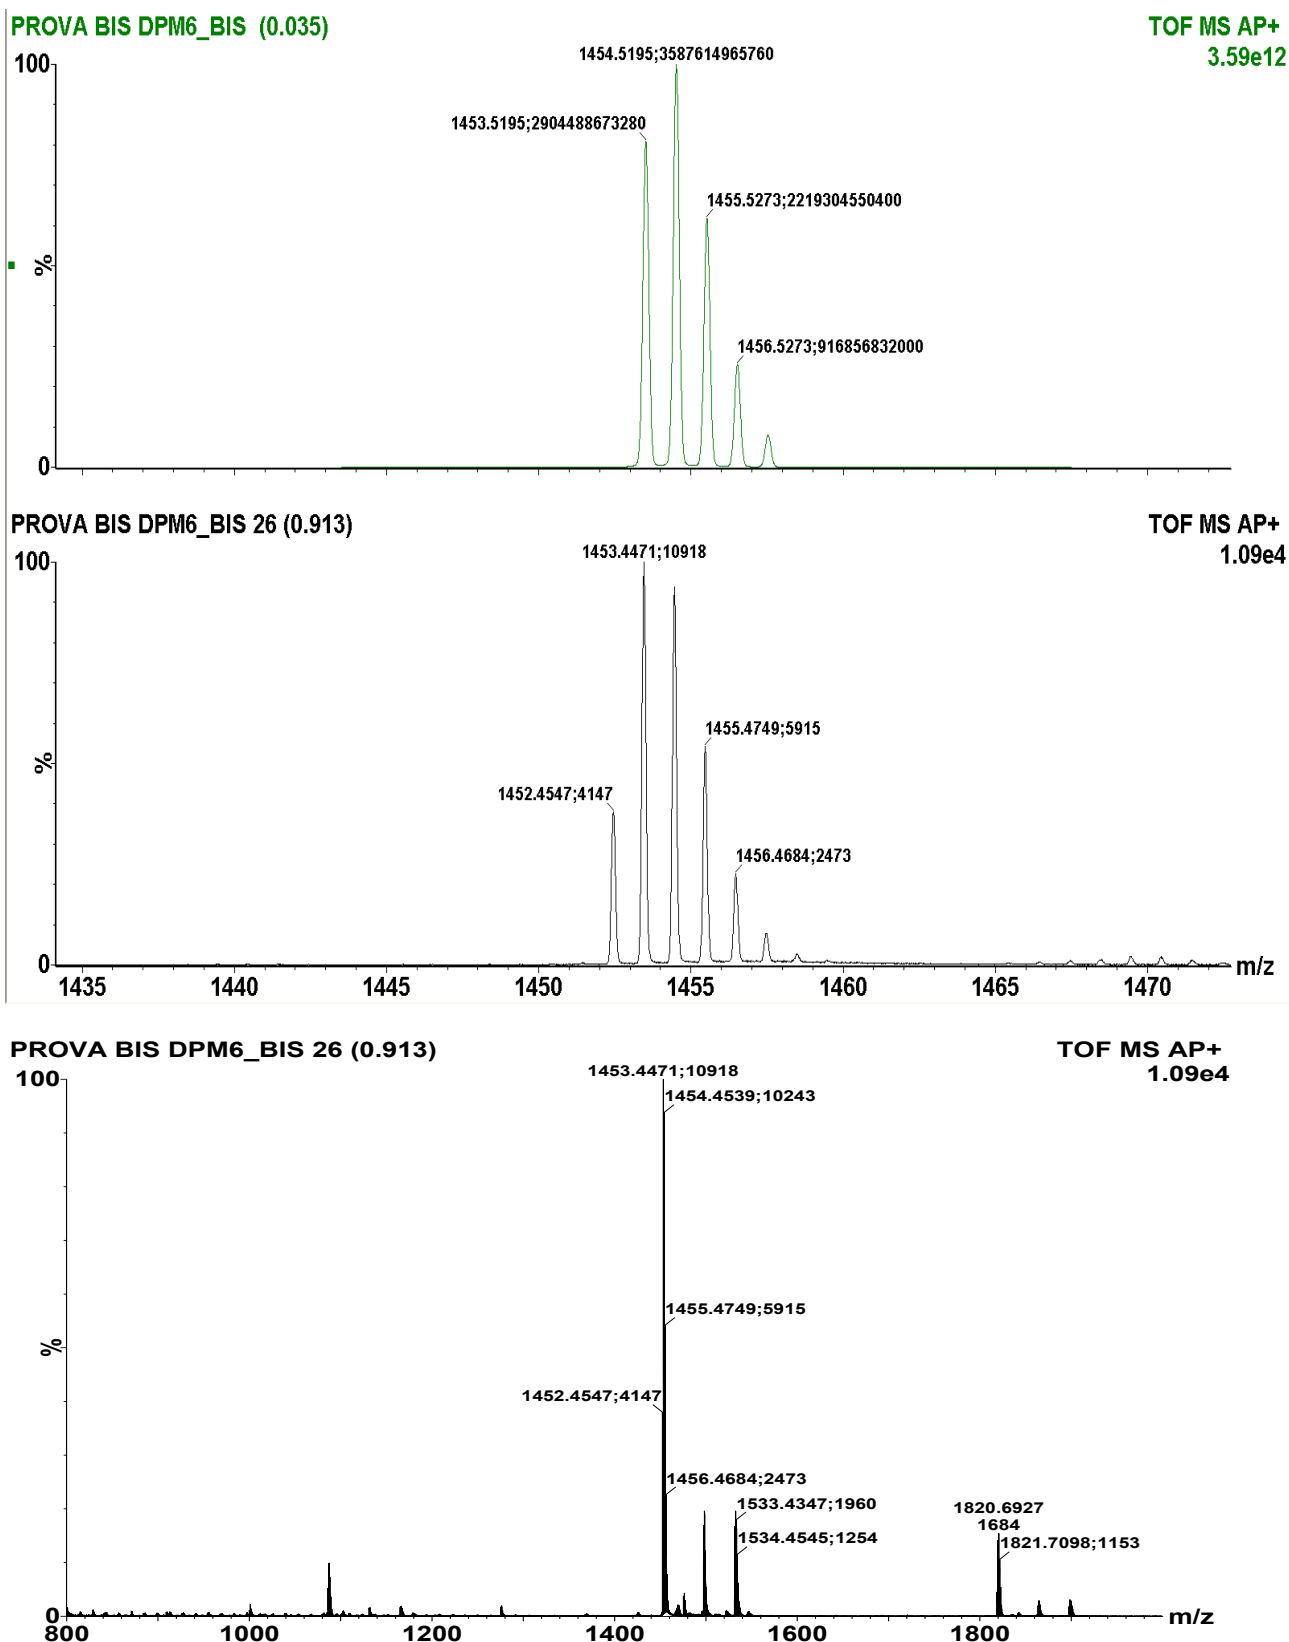 PROVA BIS DPM6_BIS (0.035)
TOF MS AP+
3.59e12
100
1454.5195;3587614965760
1453.5195;2904488673280
1455.5273;2219304550400
%
1456.5273;916856832000
0
PROVA BIS DPM6_BIS 26 (0.913)
TOF MS AP+
1.09e4
100
1453.4471;10918
1455.4749;5915
%
1452.4547;4147
1456.4684;2473
0
m/z
1435 1440 1445 1450 1455 1460 1465 1470
PROVA BIS DPM6_BIS 26 (0.913)
TOF MS AP+
1.09e4
100
1453.4471;10918
1454.4539;10243
1455.4749;5915
%
1452.4547;4147
1456.4684;2473
1533.4347;1960
1534.4545;1254
1820.6927
1684
1821.7098;1153
0
m/z
800 1000 1200 1400 1600 1800